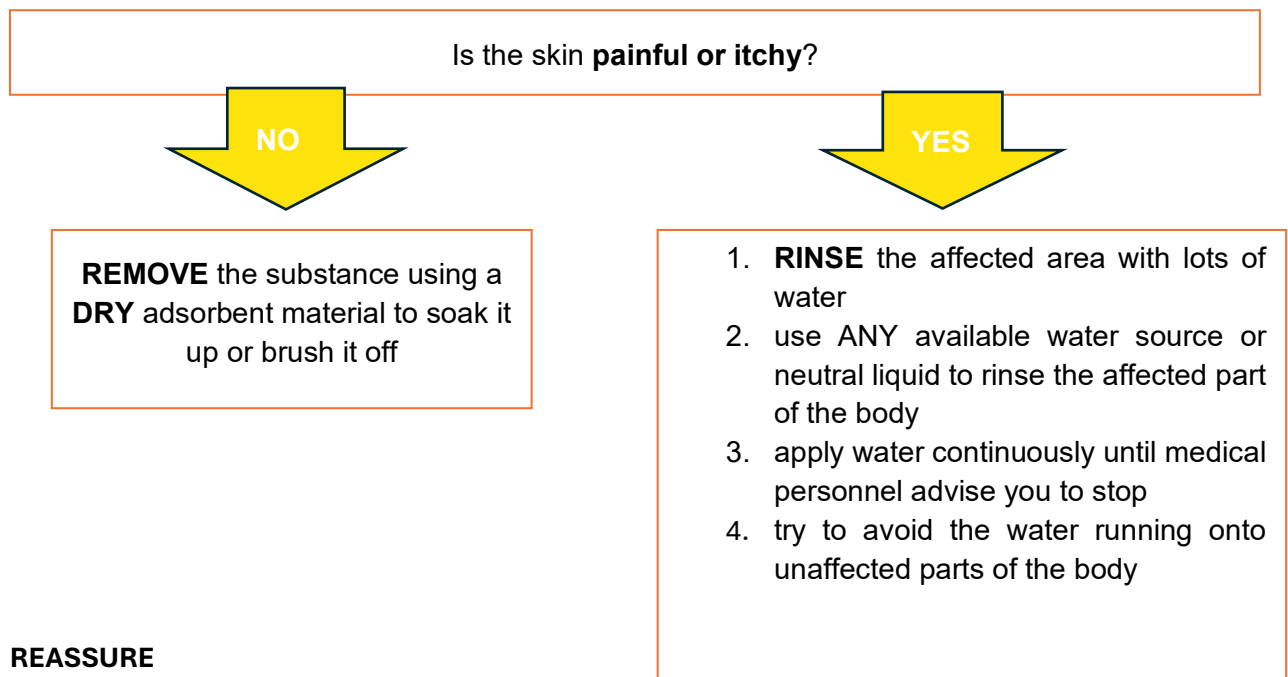 Is the skin painful or itchy?
NO
YES
REMOVE the substance using a
DRY adsorbent material to soak it
up or brush it off
1. RINSE the affected area with lots of
water
2. use ANY available water source or
neutral liquid to rinse the affected part
of the body
3. apply water continuously until medical
personnel advise you to stop
4. try to avoid the water running onto
unaffected parts of the body
REASSURE